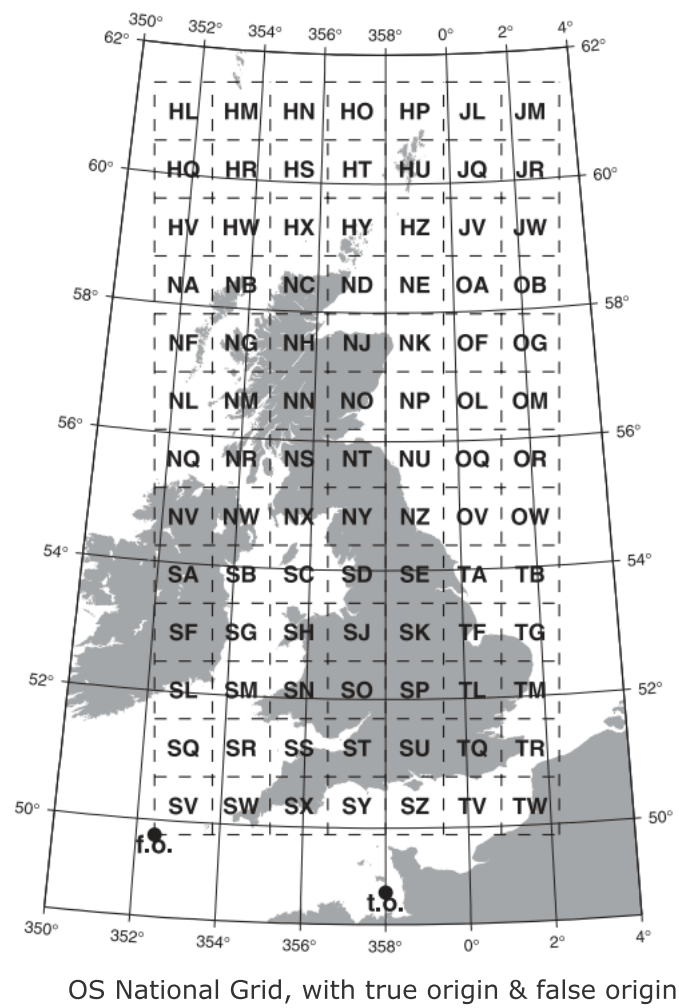 350° 352° 354° 356° 358° 0° 2° 4°
62° 62°
HL HM HN HO HP JL JM
60° HQ HR HS HT HU JQ JR 60°
HV HW HX HY HZ JV JW
58° NA NB NC ND NE OA OB 58°
NF NG NH NJ NK OF OG
NL NM NN NO NP OL OM
56° 56°
NQ NR NS NT NU OQ OR
NV NW NX NY NZ OV OW
54° 54°
SA SB SC SD SE TA TB
SF SG SH SJ SK TF TG
52° SL SM SN SO SP TL TM 52°
SQ SR SS ST SU TQ TR
50° SV SW SX SY SZ TV TW 50°
f.o.
t.o.
350° 352° 354° 356° 358° 0° 2° 4°
OS National Grid, with true origin & false origin